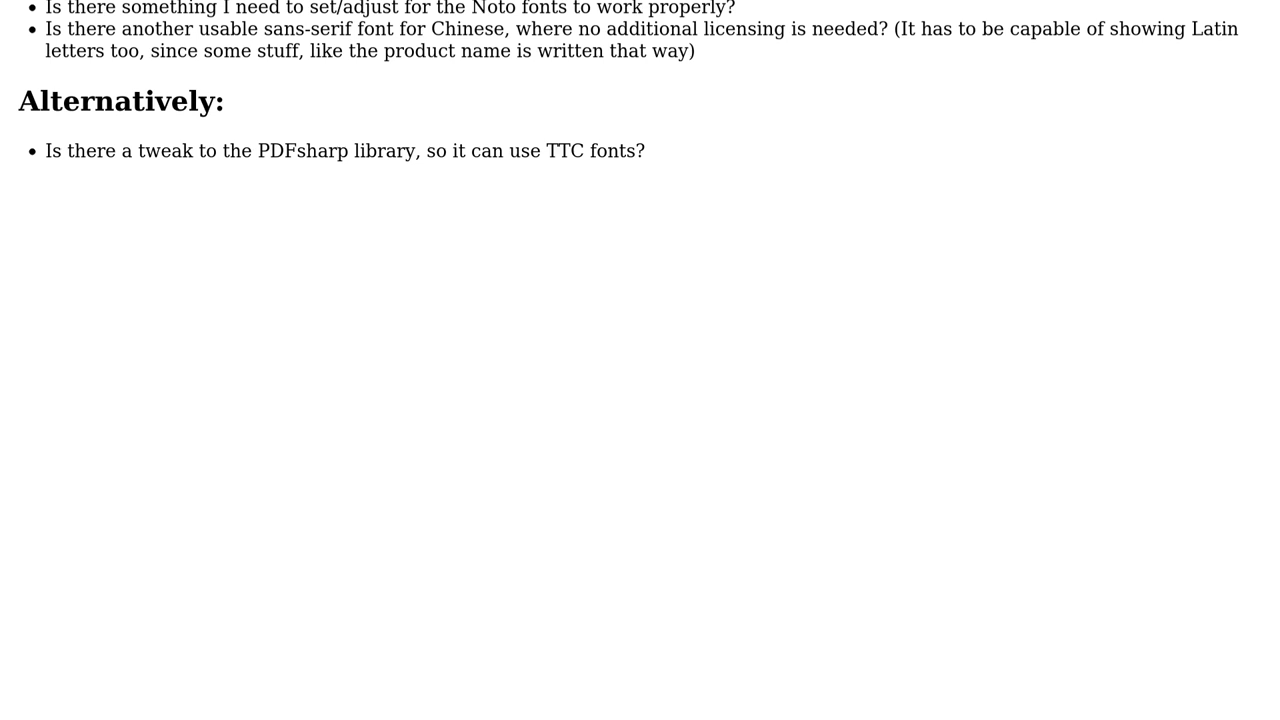 • Is there something I need to set/adjust for the Noto fonts to work properly?
• Is there another usable sans-serif font for Chinese, where no additional licensing is needed? (It has to be capable of showing Latin
letters too, since some stuff, like the product name is written that way)
Alternatively:
• Is there a tweak to the PDFsharp library, so it can use TTC fonts?